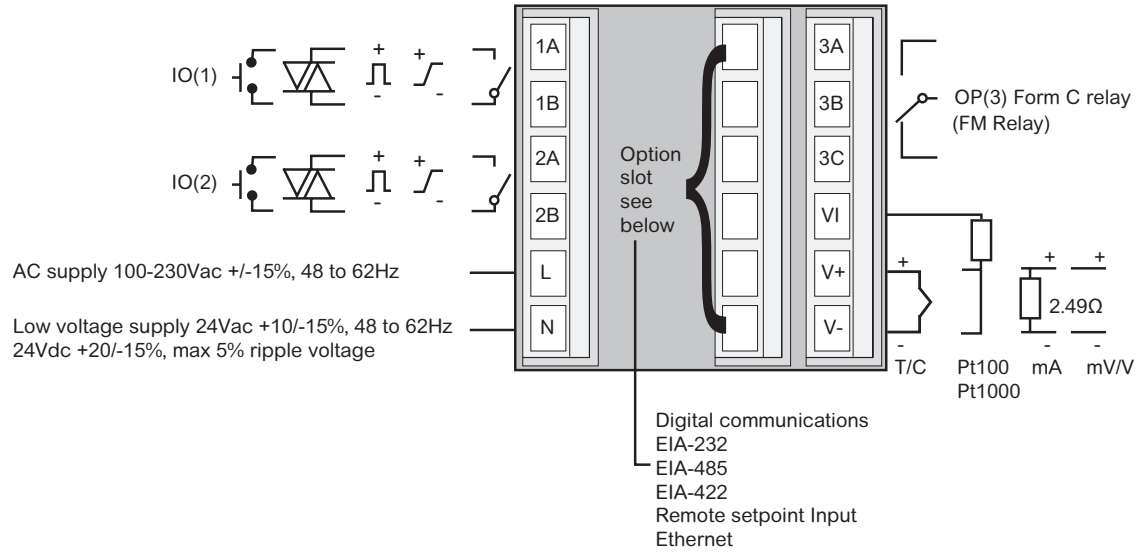 IO(1) + - + -
1A
1B
IO(2) + - + -
2A
2B
AC supply 100-230Vac +/-15%, 48 to 62Hz
L
Low voltage supply 24Vac +10/-15%, 48 to 62Hz
24Vdc +20/-15%, max 5% ripple voltage
N
Option
slot
see
below
3A
3B
3C
VI
V+
V-
OP(3) Form C relay
(FM Relay)
+ + +
2.49Ω
- - -
T/C
Pt100
Pt1000
mA
mV/V
Digital communications
EIA-232
EIA-485
EIA-422
Remote setpoint Input
Ethernet